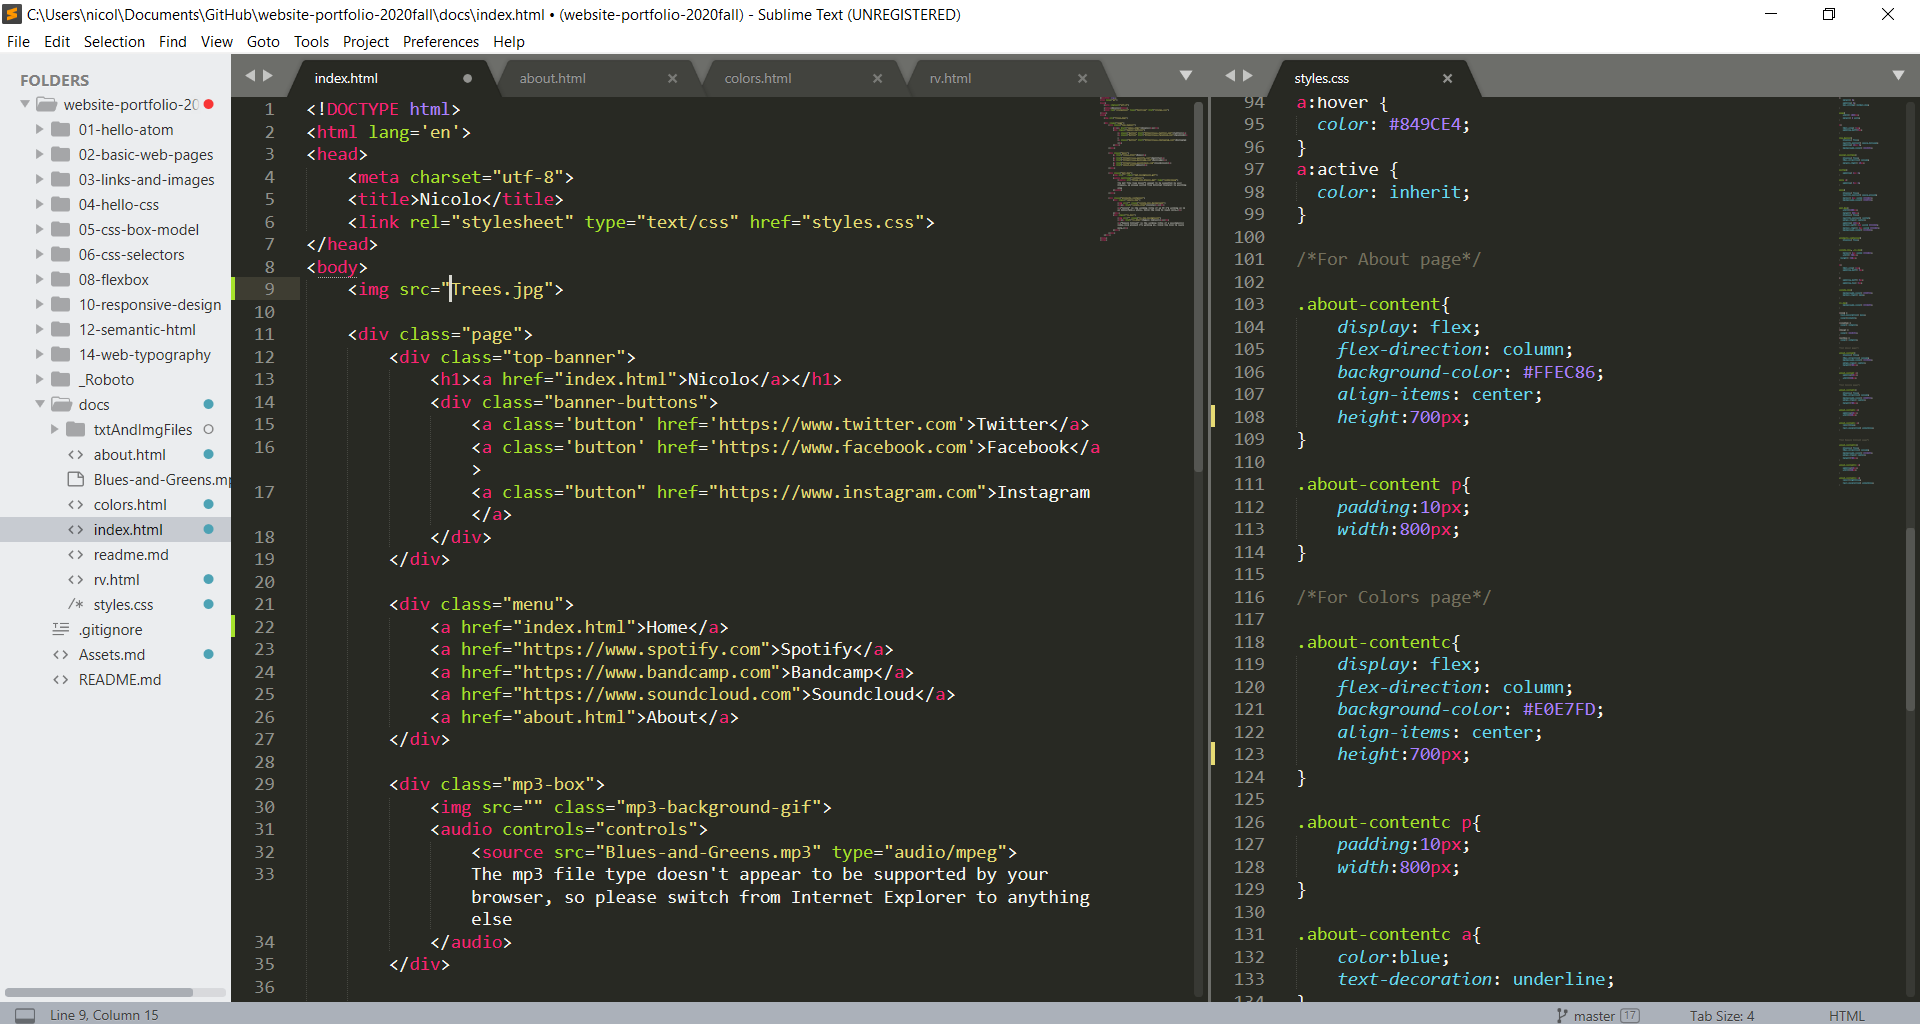 C:\Users\nicol\Documents\GitHub\website-portfolio-2020fall\docs\index.html • (website-portfolio-2020fall) - Sublime Text (UNREGISTERED)
File Edit Selection Find View Goto Tools Project Preferences Help
FOLDERS
website-portfolio-20
01-hello-atom
02-basic-web-pages
03-links-and-images
04-hello-css
05-css-box-model
06-css-selectors
08-flexbox
10-responsive-design
12-semantic-html
14-web-typography
_Roboto
docs
txtAndImgFiles
<> about.html
Blues-and-Greens.mp
<> colors.html
<> index.html
<> readme.md
<> rv.html
/* styles.css
.gitignore
<> Assets.md
<> README.md
index.html about.html colors.html rv.html
1 <!DOCTYPE html>
2 <html lang='en'>
3 <head>
4 <meta charset="utf-8">
5 <title>Nicolo</title>
6 <link rel="stylesheet" type="text/css" href="styles.css">
7 </head>
8 <body>
9 <img src="Trees.jpg">
10
11 <div class="page">
12 <div class="top-banner">
13 <h1><a href="index.html">Nicolo</a></h1>
14 <div class="banner-buttons">
15 <a class='button' href='https://www.twitter.com'>Twitter</a>
16 <a class='button' href='https://www.facebook.com'>Facebook</a
>
17 <a class="button" href="https://www.instagram.com">Instagram
</a>
18 </div>
19 </div>
20
21 <div class="menu">
22 <a href="index.html">Home</a>
23 <a href="https://www.spotify.com">Spotify</a>
24 <a href="https://www.bandcamp.com">Bandcamp</a>
25 <a href="https://www.soundcloud.com">Soundcloud</a>
26 <a href="about.html">About</a>
27 </div>
28
29 <div class="mp3-box">
30 <img src="" class="mp3-background-gif">
31 <audio controls="controls">
32 <source src="Blues-and-Greens.mp3" type="audio/mpeg">
33 The mp3 file type doesn't appear to be supported by your
browser, so please switch from Internet Explorer to anything
else
34 </audio>
35 </div>
36
styles.css
94 a:hover {
95 color: #849CE4;
96 }
97 a:active {
98 color: inherit;
99 }
100
101 /*For About page*/
102
103 .about-content{
104 display: flex;
105 flex-direction: column;
106 background-color: #FFEC86;
107 align-items: center;
108 height:700px;
109 }
110
111 .about-content p{
112 padding:10px;
113 width:800px;
114 }
115
116 /*For Colors page*/
117
118 .about-contentc{
119 display: flex;
120 flex-direction: column;
121 background-color: #E0E7FD;
122 align-items: center;
123 height:700px;
124 }
125
126 .about-contentc p{
127 padding:10px;
128 width:800px;
129 }
130
131 .about-contentc a{
132 color:blue;
133 text-decoration: underline;
134 }
Line 9, Column 15 master 17 Tab Size: 4 HTML